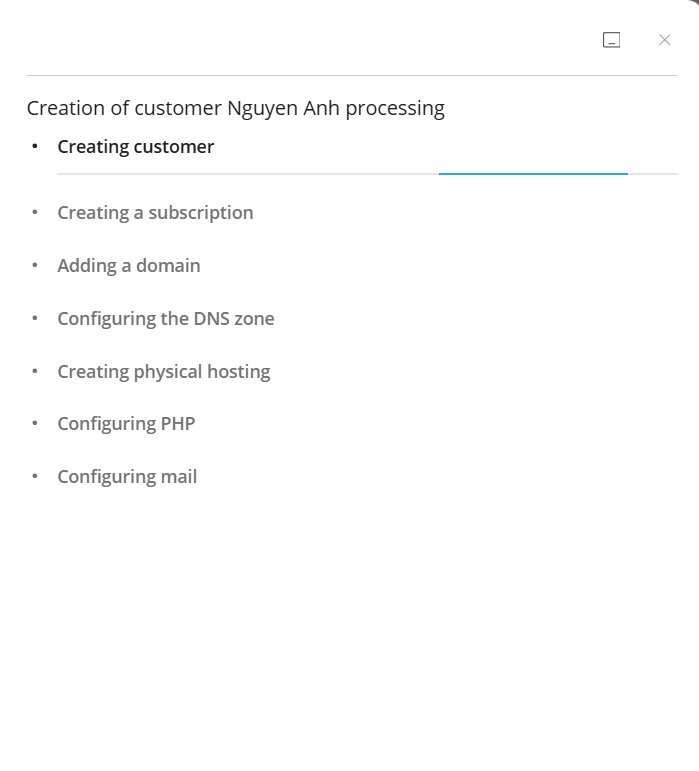 Creation of customer Nguyen Anh processing
• Creating customer
• Creating a subscription
• Adding a domain
• Configuring the DNS zone
• Creating physical hosting
• Configuring PHP
• Configuring mail